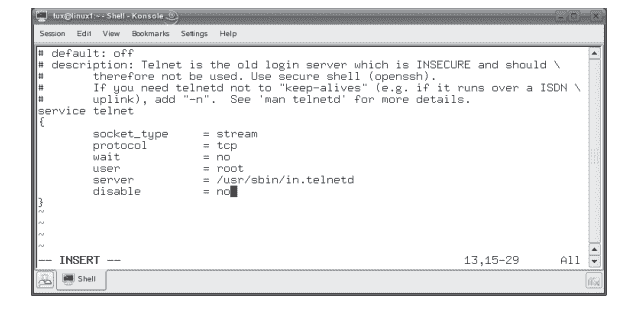 tux@linux1:~ - Shell - Konsole
Session Edit View Bookmarks Settings Help
# default: off
# description: Telnet is the old login server which is INSECURE and should \
#       therefore not be used. Use secure shell (openssh).
#       If you need telnetd not to "keep-alives" (e.g. if it runs over a ISDN \
#       uplink), add "-n".  See 'man telnetd' for more details.
service telnet
{
        socket_type     = stream
        protocol        = tcp
        wait            = no
        user            = root
        server          = /usr/sbin/in.telnetd
        disable         = no
}
~
~
~
~
-- INSERT --                                                  13,15-29      All
Shell